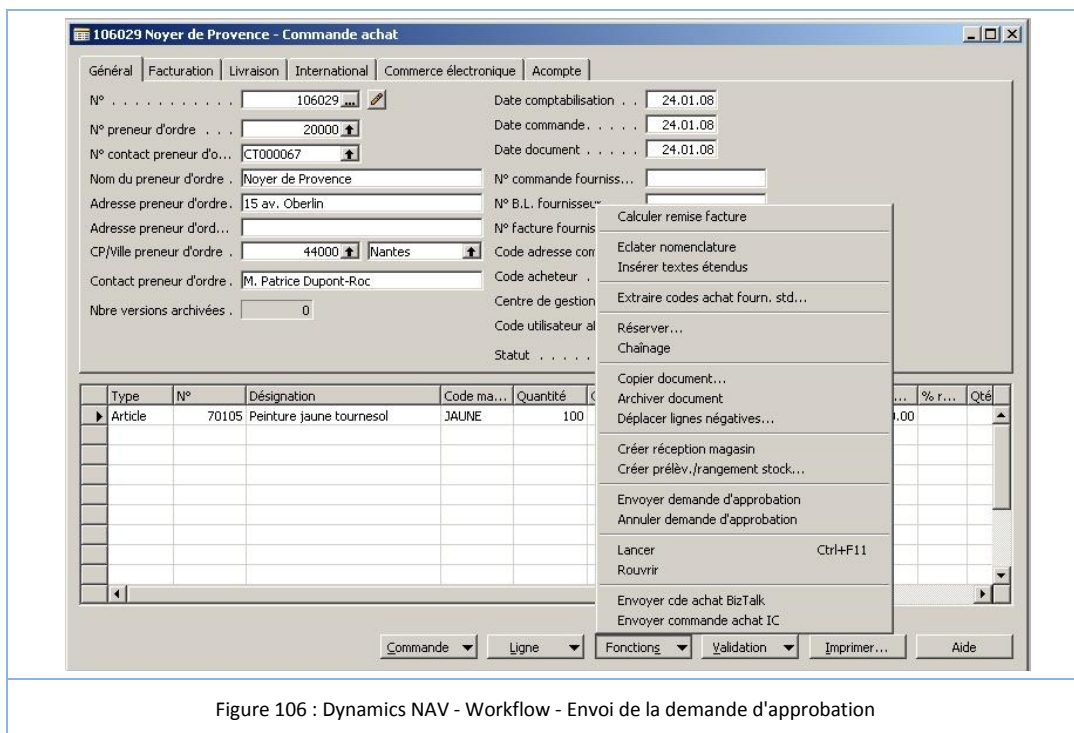 106029 Noyer de Provence - Commande achat
Général Facturation Livraison International Commerce électronique Acompte
N° . . . . . . . . . . . 106029 ...
N° preneur d'ordre . . . 20000
N° contact preneur d'o... CT000067
Nom du preneur d'ordre . Noyer de Provence
Adresse preneur d'ordre. 15 av. Oberlin
Adresse preneur d'ord...
CP/Ville preneur d'ordre . 44000 Nantes
Contact preneur d'ordre . M. Patrice Dupont-Roc
Nbre versions archivées . 0
Date comptabilisation . . 24.01.08
Date commande. . . . . 24.01.08
Date document . . . . . 24.01.08
N° commande fourniss...
N° B.L. fournisseur
N° facture fournis
Code adresse com
Code acheteur .
Centre de gestion
Code utilisateur a
Statut . . . . .
Calculer remise facture
Eclater nomenclature
Insérer textes étendus
Extraire codes achat fourn. std...
Réserver...
Chaînage
Copier document...
Archiver document
Déplacer lignes négatives...
Créer réception magasin
Créer prélèv./rangement stock...
Envoyer demande d'approbation
Annuler demande d'approbation
Lancer Ctrl+F11
Rouvrir
Envoyer cde achat BizTalk
Envoyer commande achat IC
Type N° Désignation Code ma... Quantité ... % r... Qté
Article 70105 Peinture jaune tournesol JAUNE 100 .00
Commande Ligne Fonctions Validation Imprimer... Aide
Figure 106 : Dynamics NAV - Workflow - Envoi de la demande d'approbation